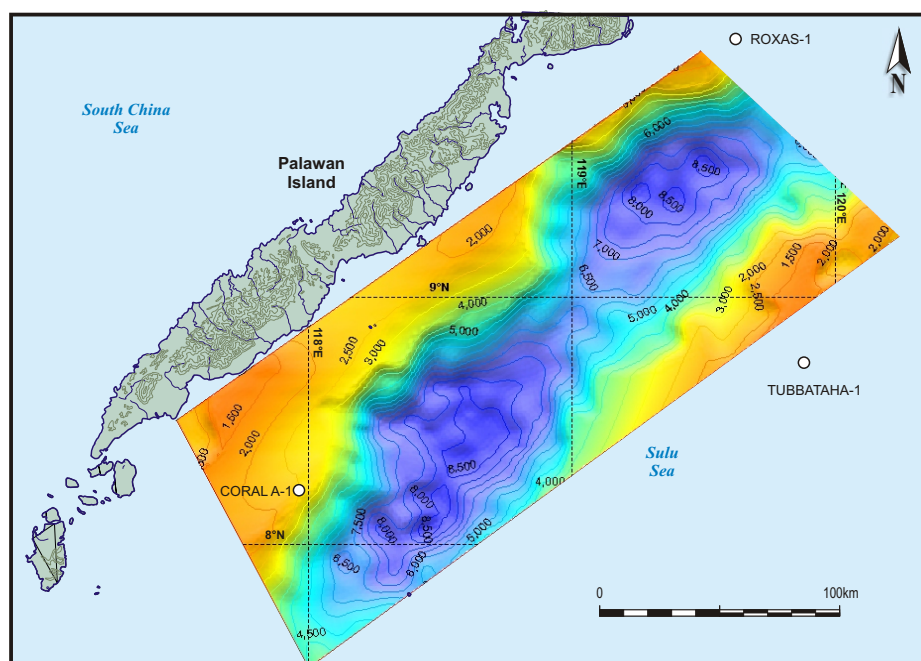 ROXAS-1
N
South China
Sea
Palawan
Island
6,000
8,500
119°E
8,000
8,500
120°E
7,000
2,000
6,500
2,000
1,500
2,000
2,000
9°N
4,000
2,500
3,000
4,000
5,000
5,000
118°E
2,500
3,000
TUBBATAHA-1
1,500
2,000
Sulu
Sea
8,500
4,000
CORAL A-1
8,000
7,500
8,000
8,500
5,000
8°N
6,500
6,000
0
100km
4,500